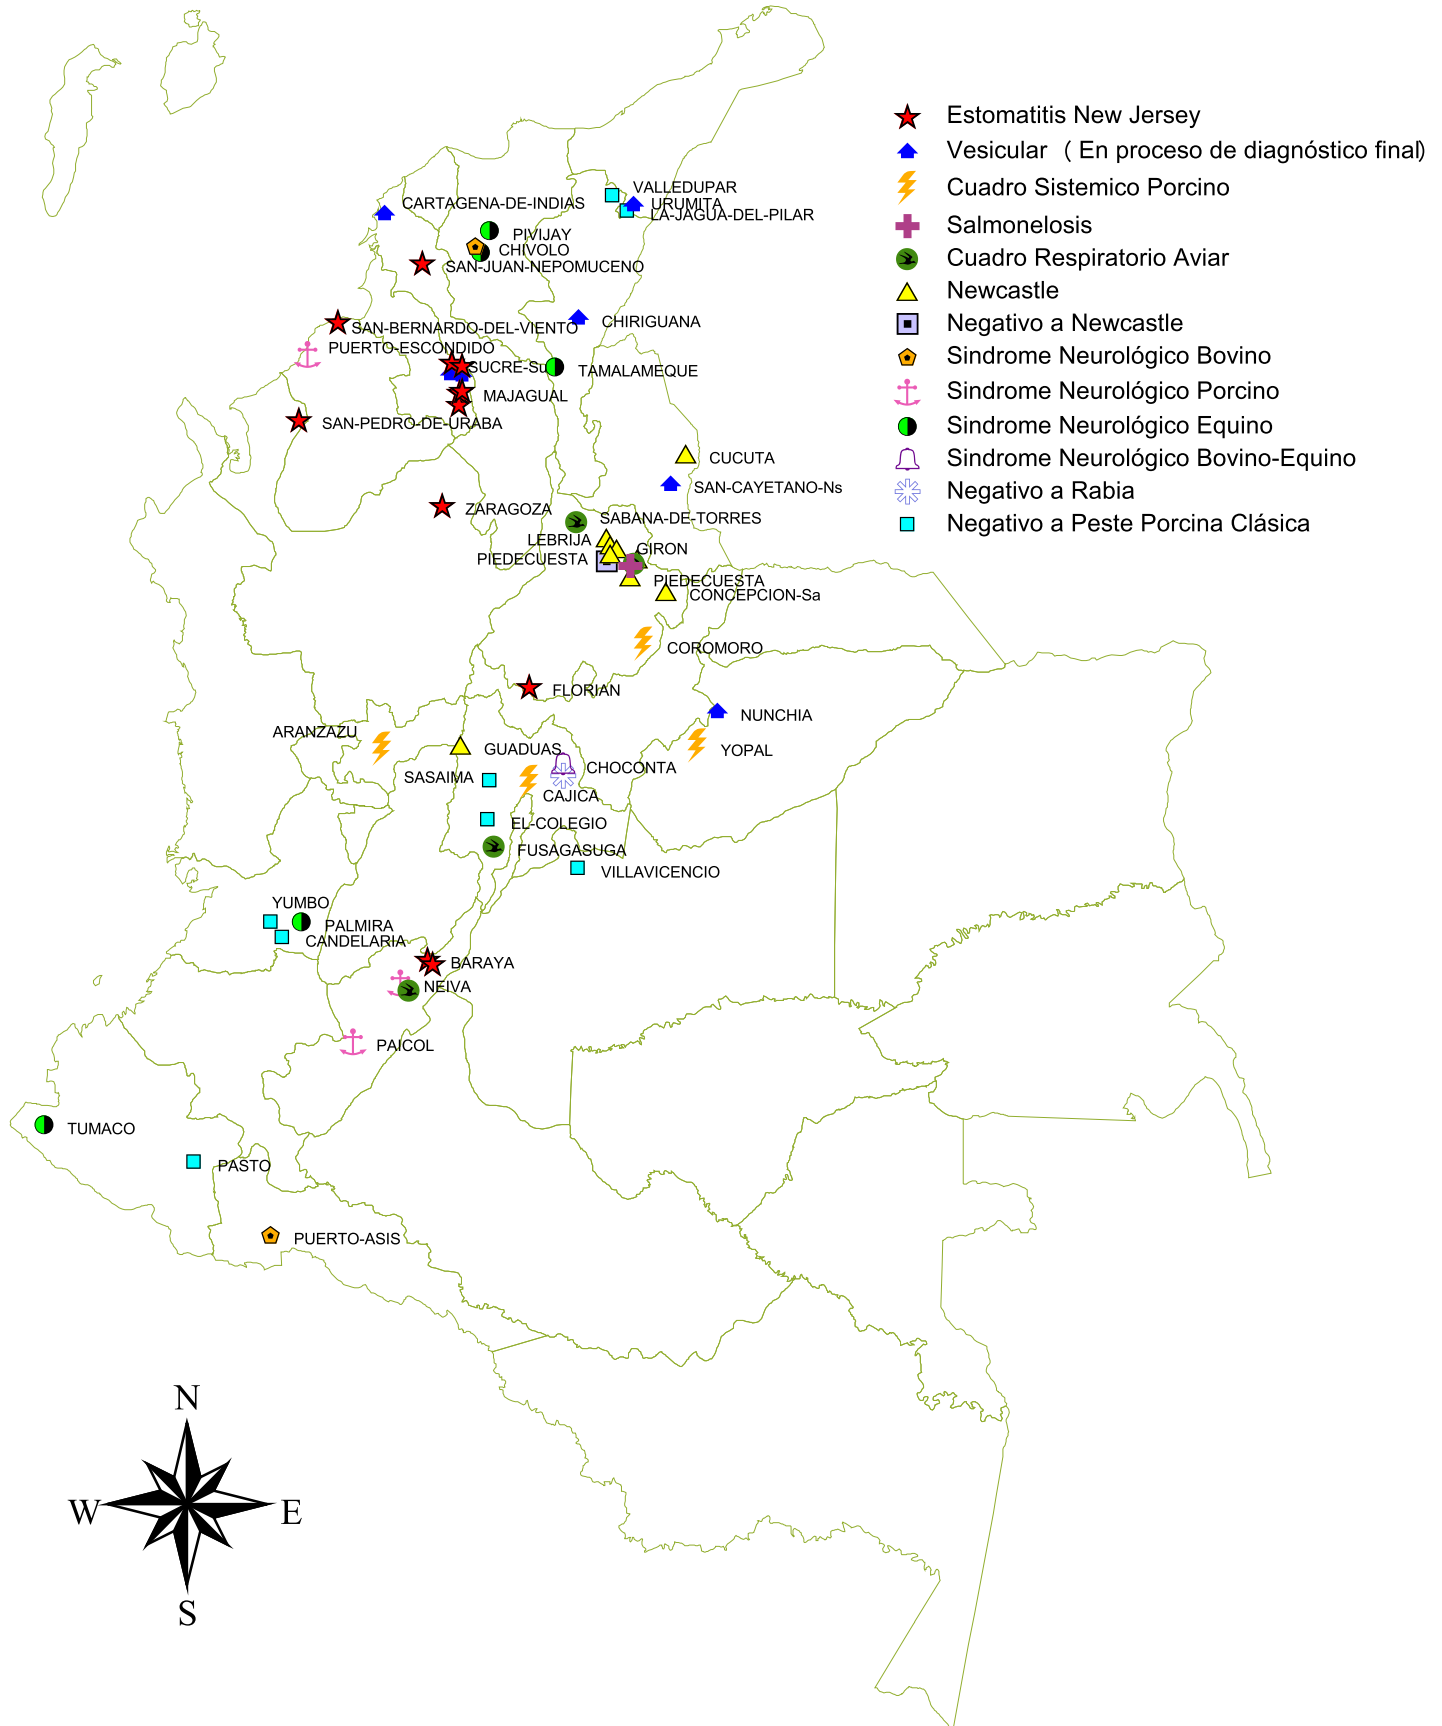 Estomatitis New Jersey
Vesicular ( En proceso de diagnóstico final)
Cuadro Sistemico Porcino
Salmonelosis
Cuadro Respiratorio Aviar
Newcastle
Negativo a Newcastle
Sindrome Neurológico Bovino
Sindrome Neurológico Porcino
Sindrome Neurológico Equino
Sindrome Neurológico Bovino-Equino
Negativo a Rabia
Negativo a Peste Porcina Clásica
VALLEDUPAR
CARTAGENA-DE-INDIAS
URUMITA
LA-JAGUA-DEL-PILAR
PIVIJAY
CHIVOLO
SAN-JUAN-NEPOMUCENO
CHIRIGUANA
SAN-BERNARDO-DEL-VIENTO
PUERTO-ESCONDIDO
SUCRE-Su
TAMALAMEQUE
MAJAGUAL
SAN-PEDRO-DE-URABA
CUCUTA
SAN-CAYETANO-Ns
ZARAGOZA
SABANA-DE-TORRES
LEBRIJA
GIRON
PIEDECUESTA
PIEDECUESTA
CONCEPCION-Sa
COROMORO
FLORIAN
NUNCHIA
ARANZAZU
GUADUAS
YOPAL
CHOCONTA
SASAIMA
CAJICA
EL-COLEGIO
FUSAGASUGA
VILLAVICENCIO
YUMBO
PALMIRA
CANDELARIA
BARAYA
NEIVA
PAICOL
TUMACO
PASTO
PUERTO-ASIS
N
W
E
S